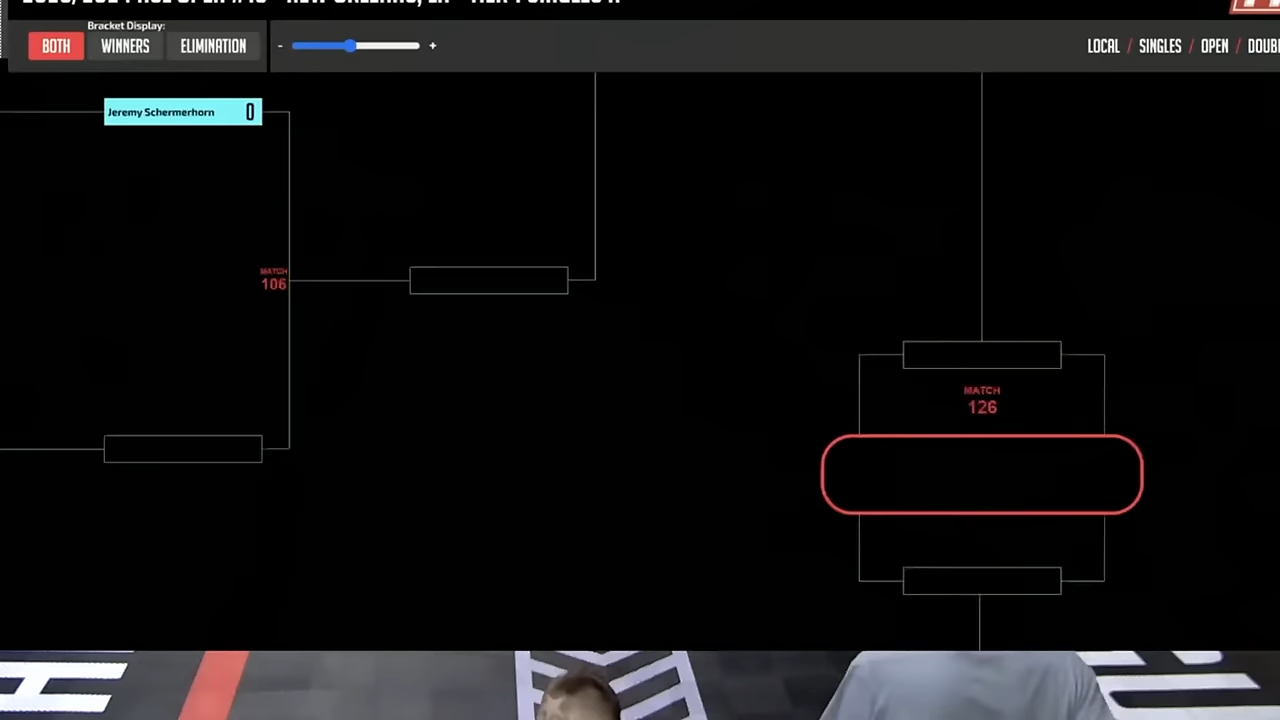 Bracket Display:
BOTH WINNERS ELIMINATION - +
LOCAL / SINGLES / OPEN /
Jeremy Schermerhorn 0
MATCH
106
MATCH
126